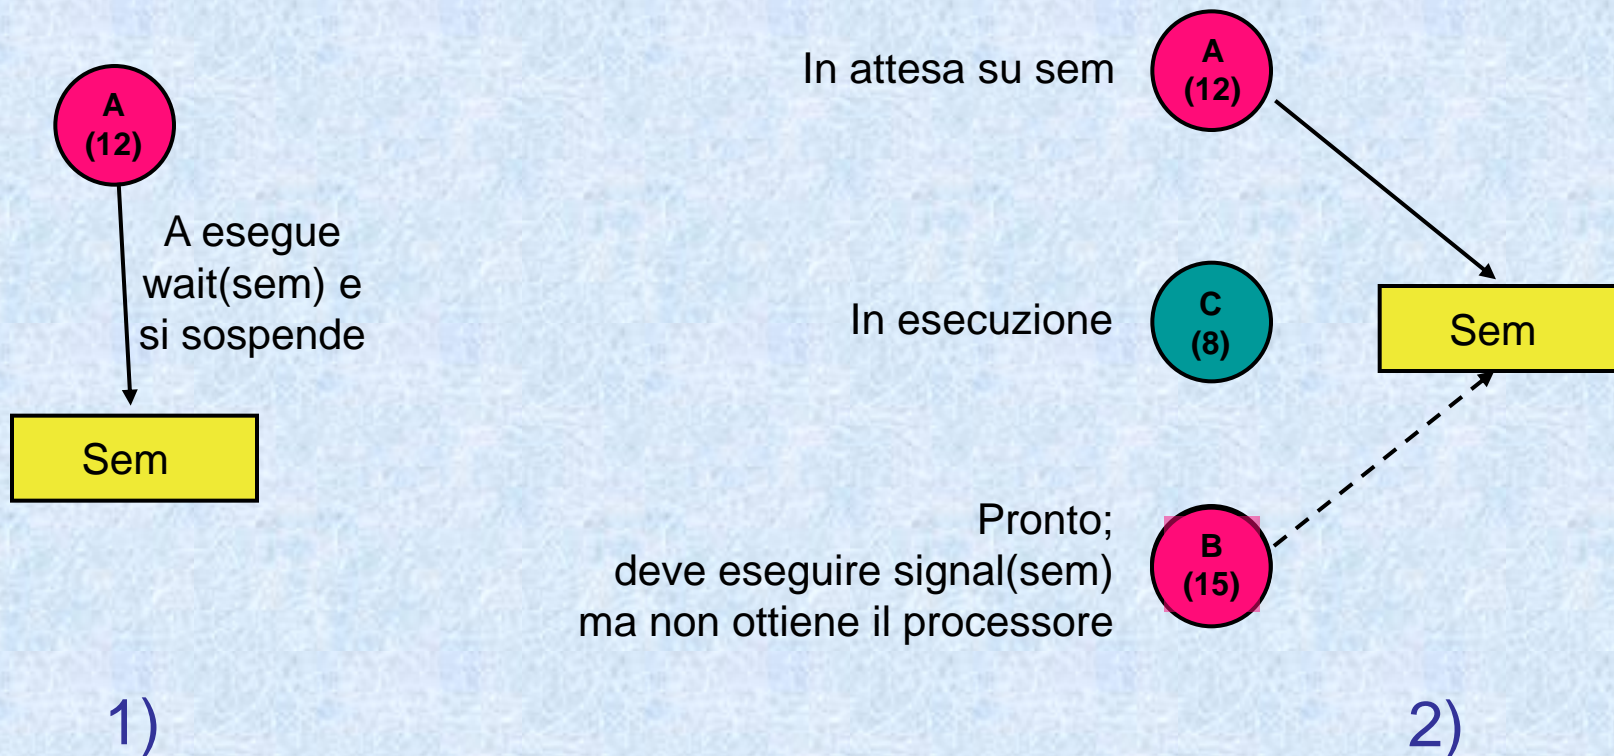 A
(12)
A esegue
wait(sem) e
si sospende
Sem
1)
In attesa su sem
A
(12)
In esecuzione
C
(8)
Sem
Pronto;
deve eseguire signal(sem)
ma non ottiene il processore
B
(15)
2)